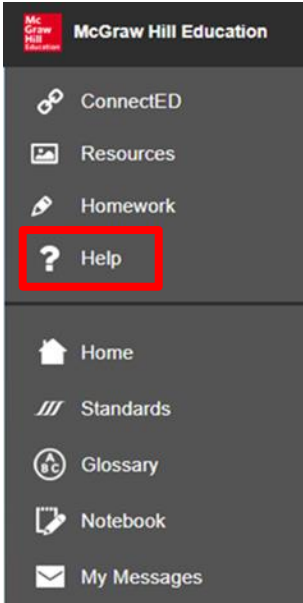 Mc
Graw
Hill
Education
McGraw Hill Education
ConnectED
Resources
Homework
? Help
Home
Standards
A
B C
Glossary
Notebook
My Messages